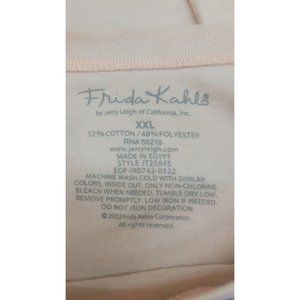 Frida Kahlo
by Jerry Leigh of California, Inc.
XXL
52% COTTON / 48% POLYESTER
RN# 56219
www.jerryleigh.com
MADE IN EGYPT
STYLE JT25845
EDF-IR0742-0522
MACHINE WASH COLD WITH SIMILAR
COLORS, INSIDE OUT, ONLY NON-CHLORINE
BLEACH WHEN NEEDED, TUMBLE DRY LOW,
REMOVE PROMPTLY, LOW IRON IF NEEDED.
DO NOT IRON DECORATION.
© 2022 Frida Kahlo Corporation.
All rights reserved.